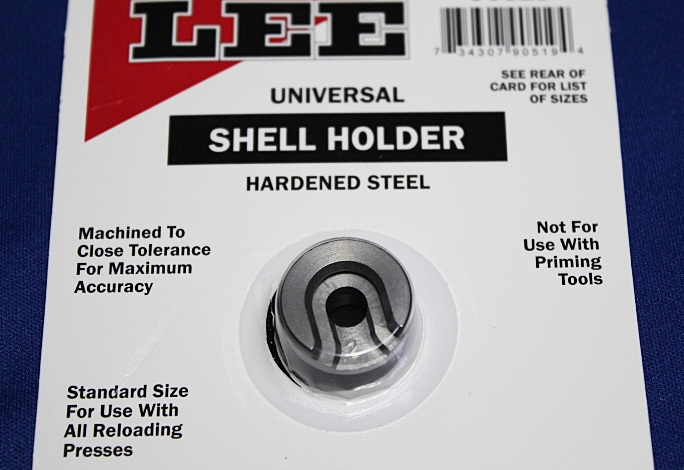 LEE
7 34307 90519 4
SEE REAR OF
CARD FOR LIST
OF SIZES
UNIVERSAL
SHELL HOLDER
HARDENED STEEL
Machined To
Close Tolerance
For Maximum
Accuracy
Not For
Use With
Priming
Tools
2
Standard Size
For Use With
All Reloading
Presses